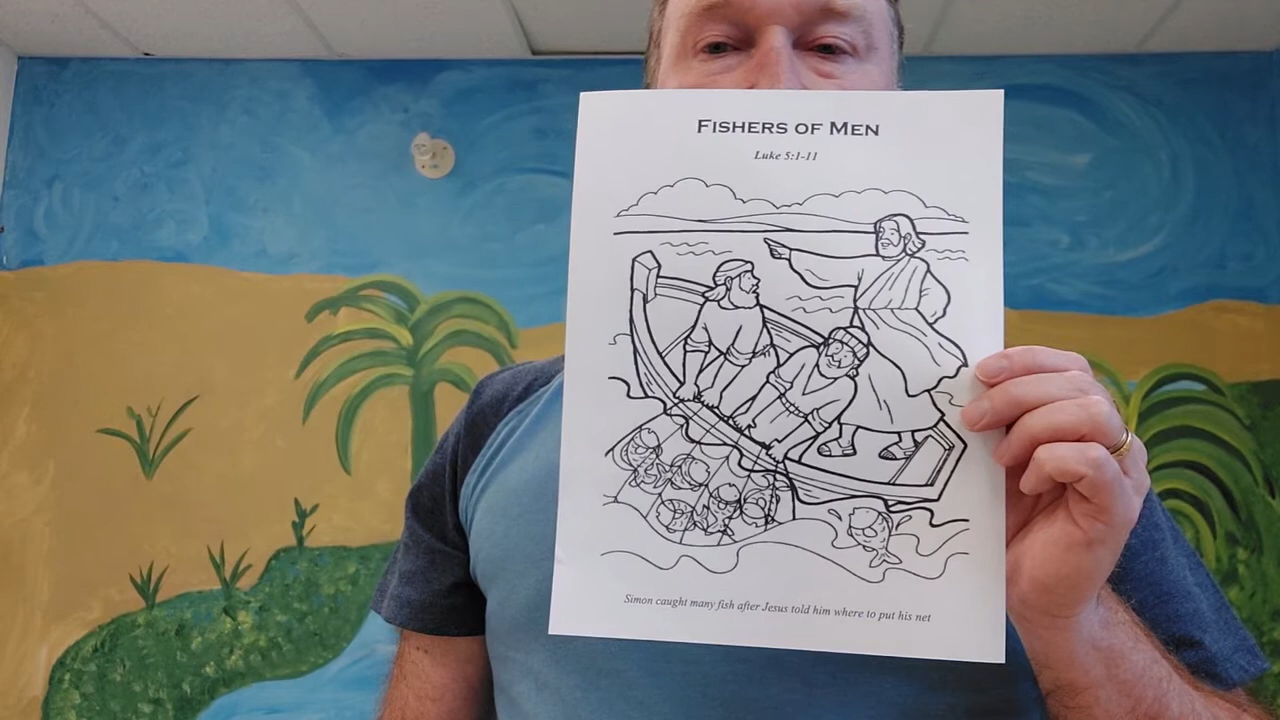 FISHERS OF MEN
Luke 5:1-11
Simon caught many fish after Jesus told him where to put his net